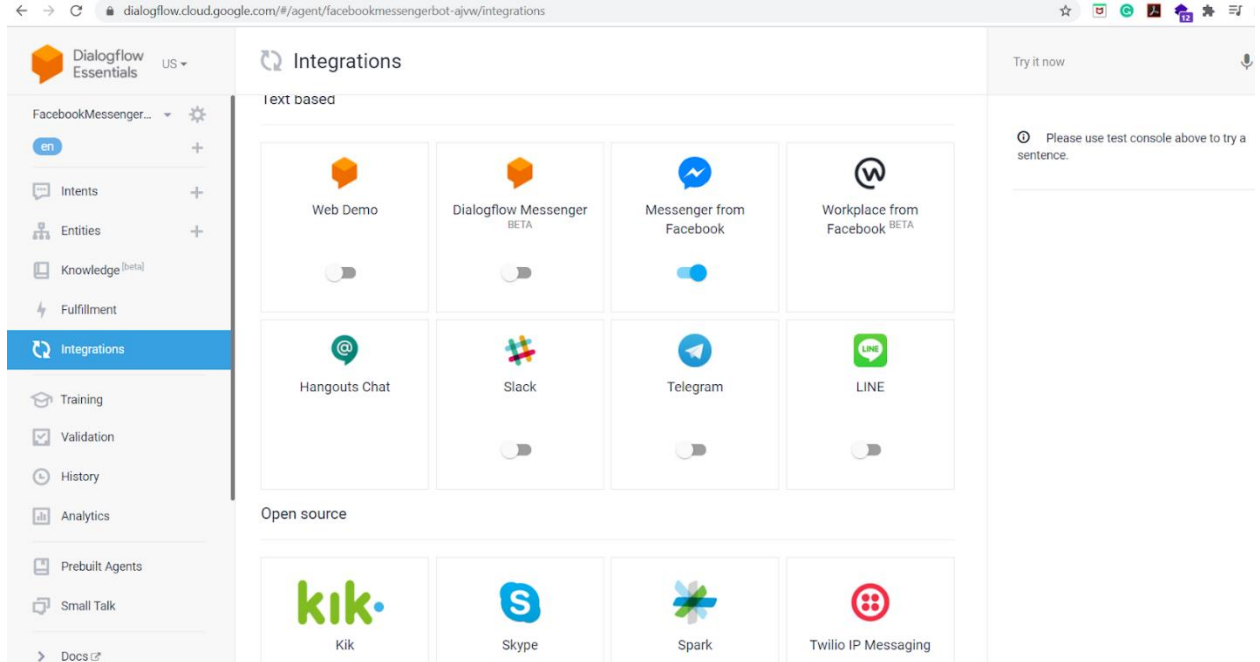 dialogflow.cloud.google.com/#/agent/facebookmessengerbot-ajvw/integrations
12
Dialogflow
Essentials
US
Integrations
Try it now
FacebookMessenger...
en
Intents
Entities
Knowledge [beta]
Fulfillment
Integrations
Training
Validation
History
Analytics
Prebuilt Agents
Small Talk
Docs
Text based
Web Demo
Dialogflow Messenger
BETA
Messenger from
Facebook
Workplace from
Facebook BETA
Hangouts Chat
Slack
Telegram
LINE
LINE
Open source
kik
Kik
S
Skype
Spark
Twilio IP Messaging
Please use test console above to try a
sentence.